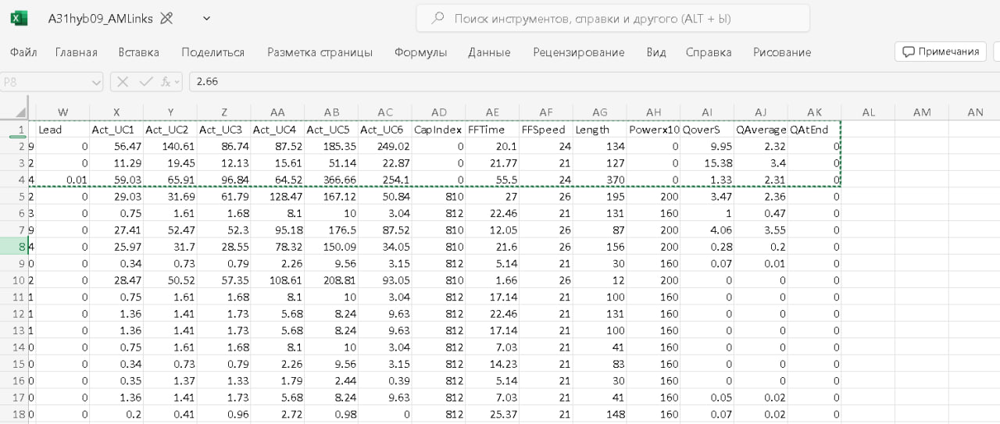 A31hyb09_AMLinks
Поиск инструментов, справки и другого (ALT + Ы)
Файл Главная Вставка Поделиться Разметка страницы Формулы Данные Рецензирование Вид Справка Рисование Примечания
P8 fx 2.66
W X Y Z AA AB AC AD AE AF AG AH AI AJ AK AL AM AN
1 Lead Act_UC1 Act_UC2 Act_UC3 Act_UC4 Act_UC5 Act_UC6 CapIndex FFTime FFSpeed Length Powerx10 QoverS QAverage QAtEnd
2 9 0 56.47 140.61 86.74 87.52 185.35 249.02 0 20.1 24 134 0 9.95 2.32 0
3 2 0 11.29 19.45 12.13 15.61 51.14 22.87 0 21.77 21 127 0 15.38 3.4 0
4 4 0.01 59.03 65.91 96.84 64.52 366.66 254.1 0 55.5 24 370 0 1.33 2.31 0
5 2 0 29.03 31.69 61.79 128.47 167.12 50.84 810 27 26 195 200 3.47 2.36 0
6 3 0 0.75 1.61 1.68 8.1 10 3.04 812 22.46 21 131 160 1 0.47 0
7 9 0 27.41 52.47 52.3 95.18 176.5 87.52 810 12.05 26 87 200 4.06 3.55 0
8 4 0 25.97 31.7 28.55 78.32 150.09 34.05 810 21.6 26 156 200 0.28 0.2 0
9 0 0 0.34 0.73 0.79 2.26 9.56 3.15 812 5.14 21 30 160 0.07 0.01 0
10 2 0 28.47 50.52 57.35 108.61 208.81 93.05 810 1.66 26 12 200 0 0 0
11 1 0 0.75 1.61 1.68 8.1 10 3.04 812 17.14 21 100 160 0 0 0
12 1 0 1.36 1.41 1.73 5.68 8.24 9.63 812 22.46 21 131 160 0 0 0
13 1 0 1.36 1.41 1.73 5.68 8.24 9.63 812 17.14 21 100 160 0 0 0
14 0 0 0.75 1.61 1.68 8.1 10 3.04 812 7.03 21 41 160 0 0 0
15 0 0 0.34 0.73 0.79 2.26 9.56 3.15 812 14.23 21 83 160 0 0 0
16 0 0 0.35 1.37 1.33 1.79 2.44 0.39 812 5.14 21 30 160 0 0 0
17 0 0 1.36 1.41 1.73 5.68 8.24 9.63 812 7.03 21 41 160 0.05 0.02 0
18 0 0 0.2 0.41 0.96 2.72 0.98 0 812 25.37 21 148 160 0.07 0.02 0